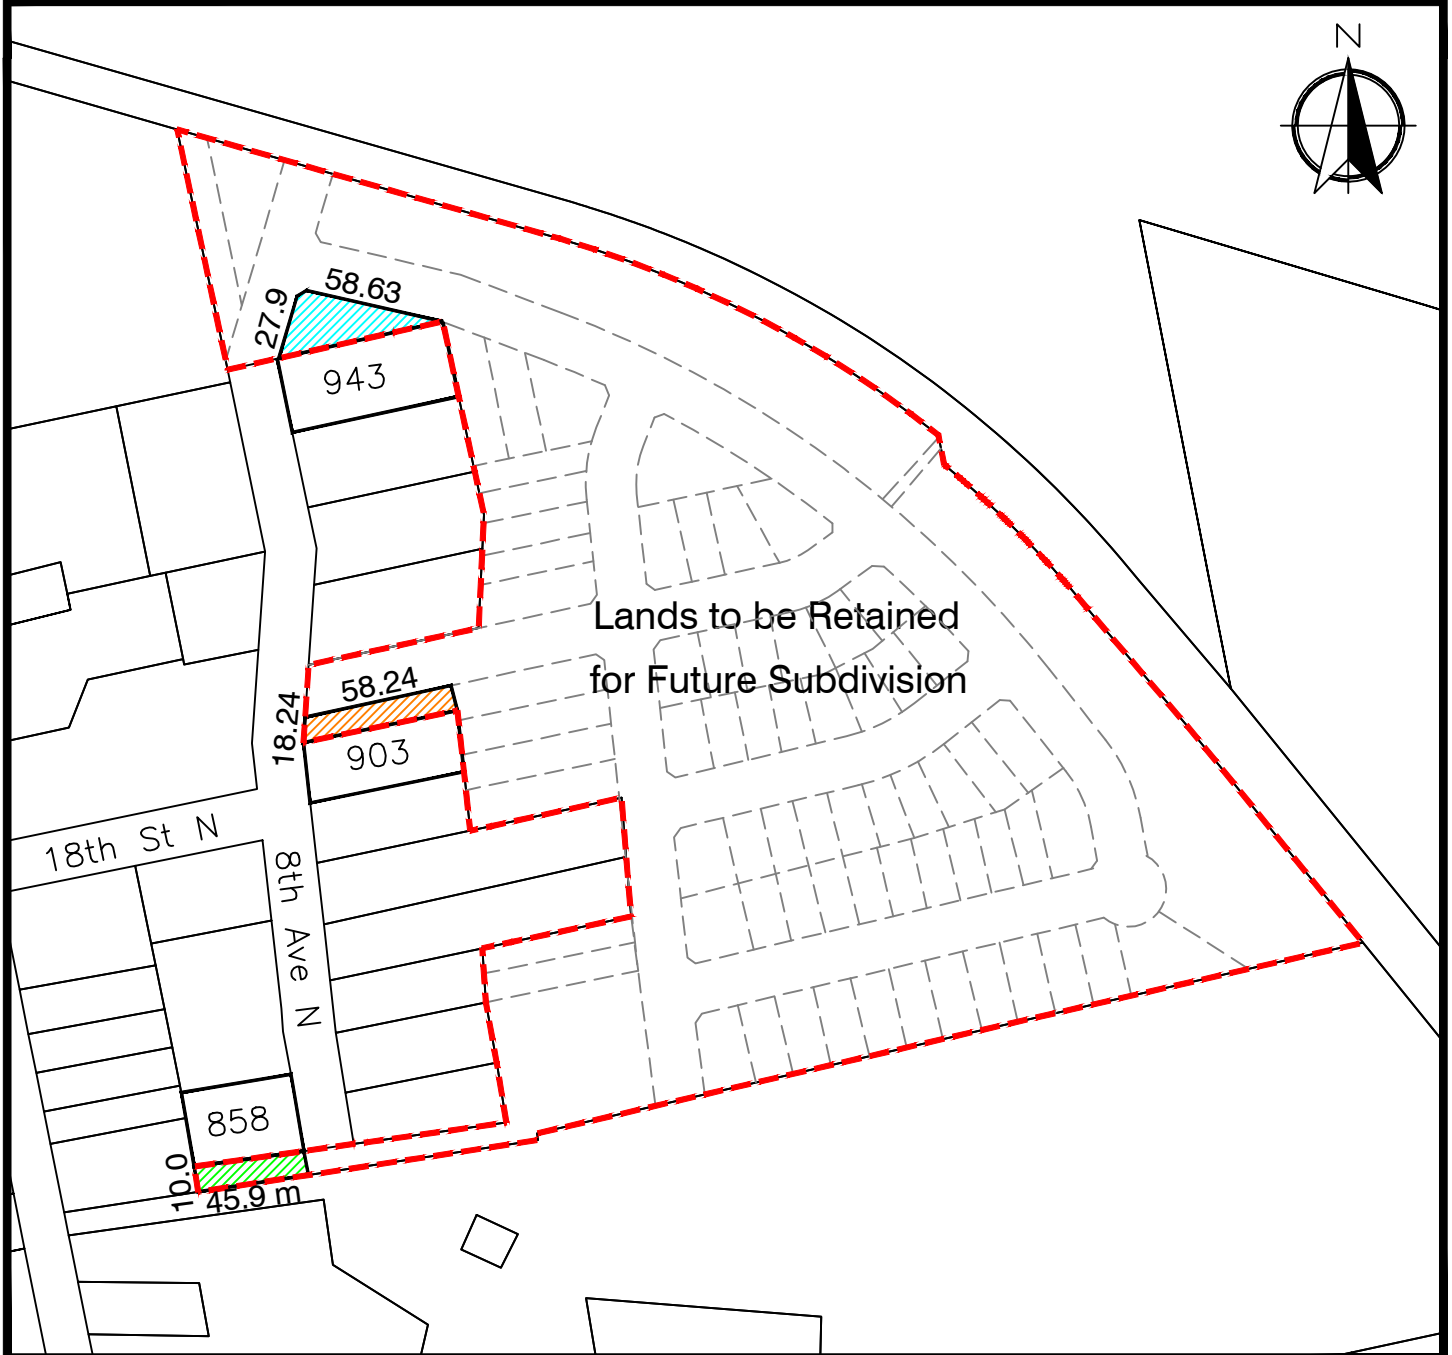 N
58.63
27.9
943
Lands to be Retained
for Future Subdivision
58.24
18.24
903
18th St N
8th Ave N
858
10.0
45.9 m